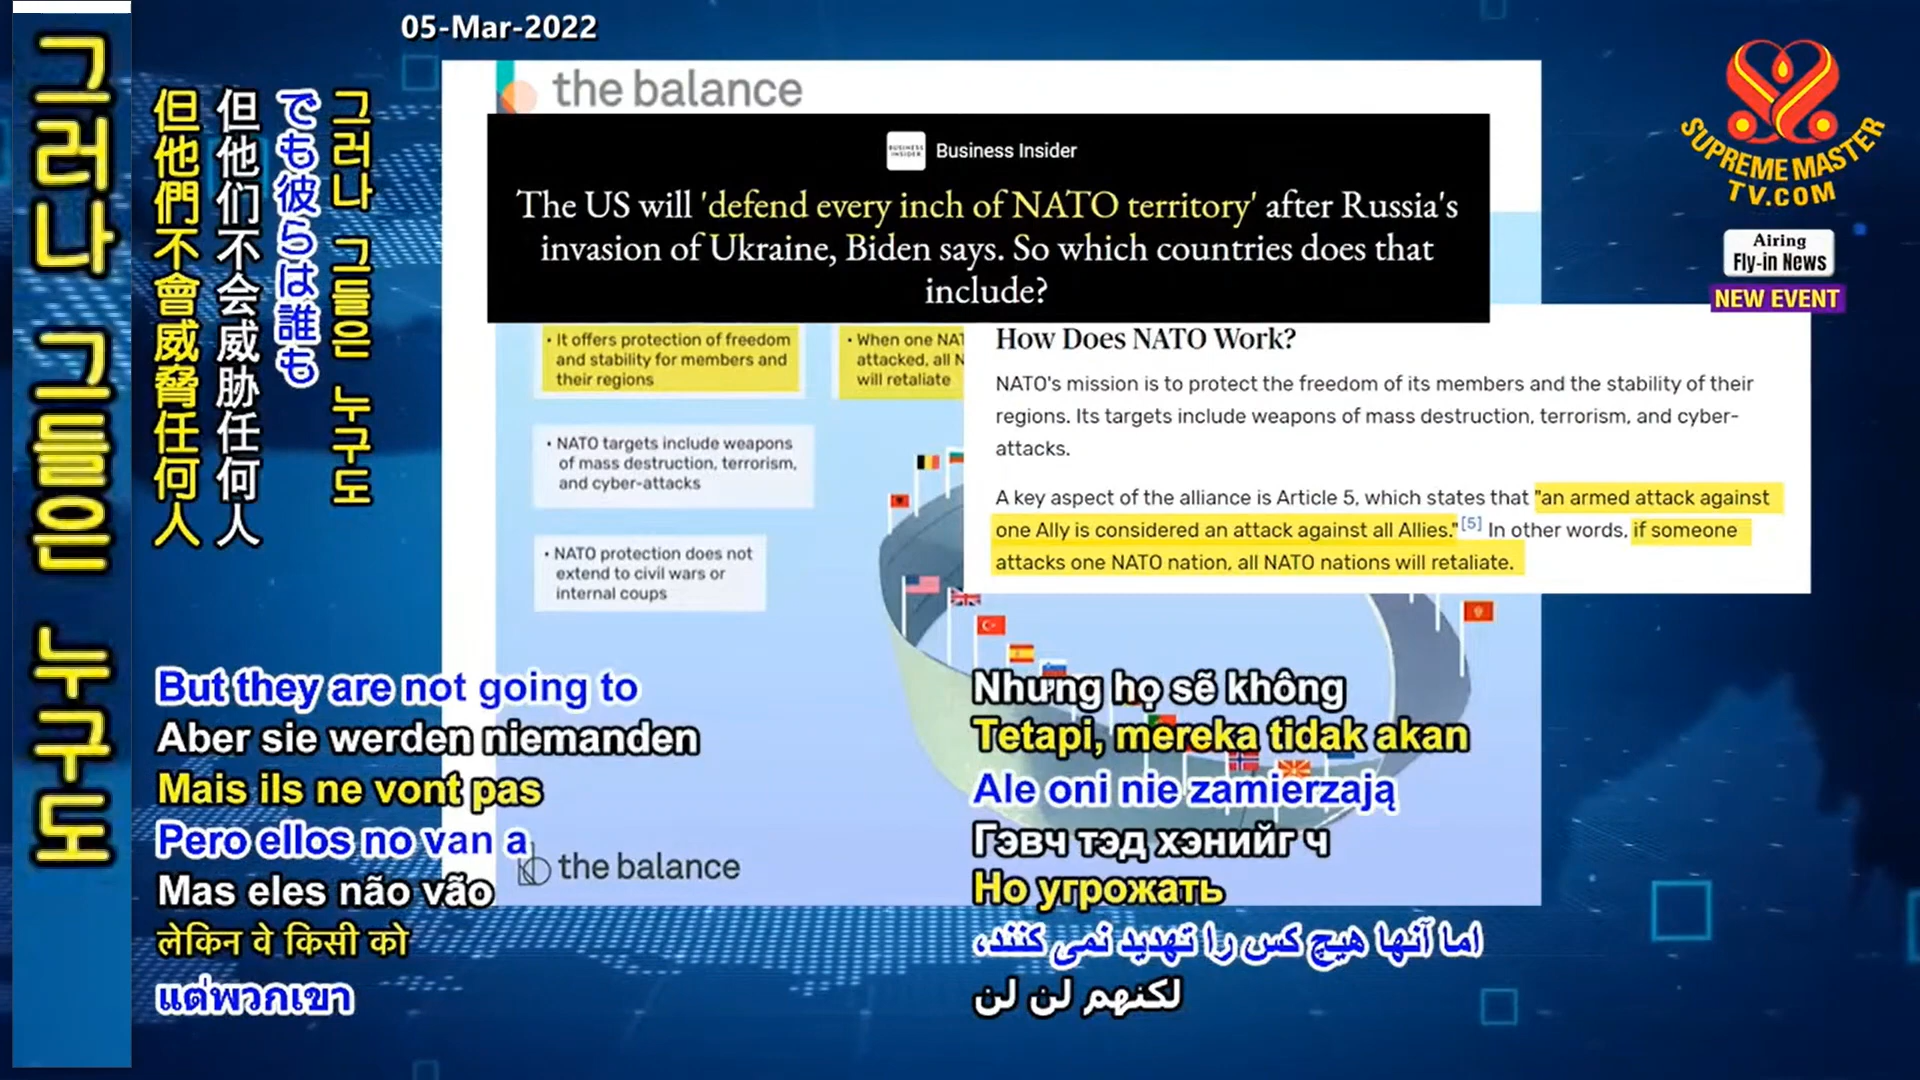 05-Mar-2022
그러나 그들은 누구도
但他們不會威脅任何人
但他们不会威胁任何人
でも彼らは誰も
그러나 그들은 누구도
the balance
BUSINESS INSIDER
Business Insider
The US will 'defend every inch of NATO territory' after Russia's
invasion of Ukraine, Biden says. So which countries does that
include?
SUPREME MASTER
TV.COM
Airing
Fly-in News
NEW EVENT
• It offers protection of freedom
and stability for members and
their regions
• When one NAT
attacked, all N
will retaliate
• NATO targets include weapons
of mass destruction, terrorism,
and cyber-attacks
• NATO protection does not
extend to civil wars or
internal coups
How Does NATO Work?
NATO's mission is to protect the freedom of its members and the stability of their
regions. Its targets include weapons of mass destruction, terrorism, and cyber-
attacks.
A key aspect of the alliance is Article 5, which states that "an armed attack against
one Ally is considered an attack against all Allies."[5] In other words, if someone
attacks one NATO nation, all NATO nations will retaliate.
But they are not going to
Aber sie werden niemanden
Mais ils ne vont pas
Pero ellos no van a
Mas eles não vão
लेकिन वे किसी को
แต่พวกเขา
the balance
Nhưng họ sẽ không
Tetapi, mereka tidak akan
Ale oni nie zamierzają
Гэвч тэд хэнийг ч
Но угрожать
اما آنها هیچ کس را تهدید نمی کنند،
لكنهم لن لن